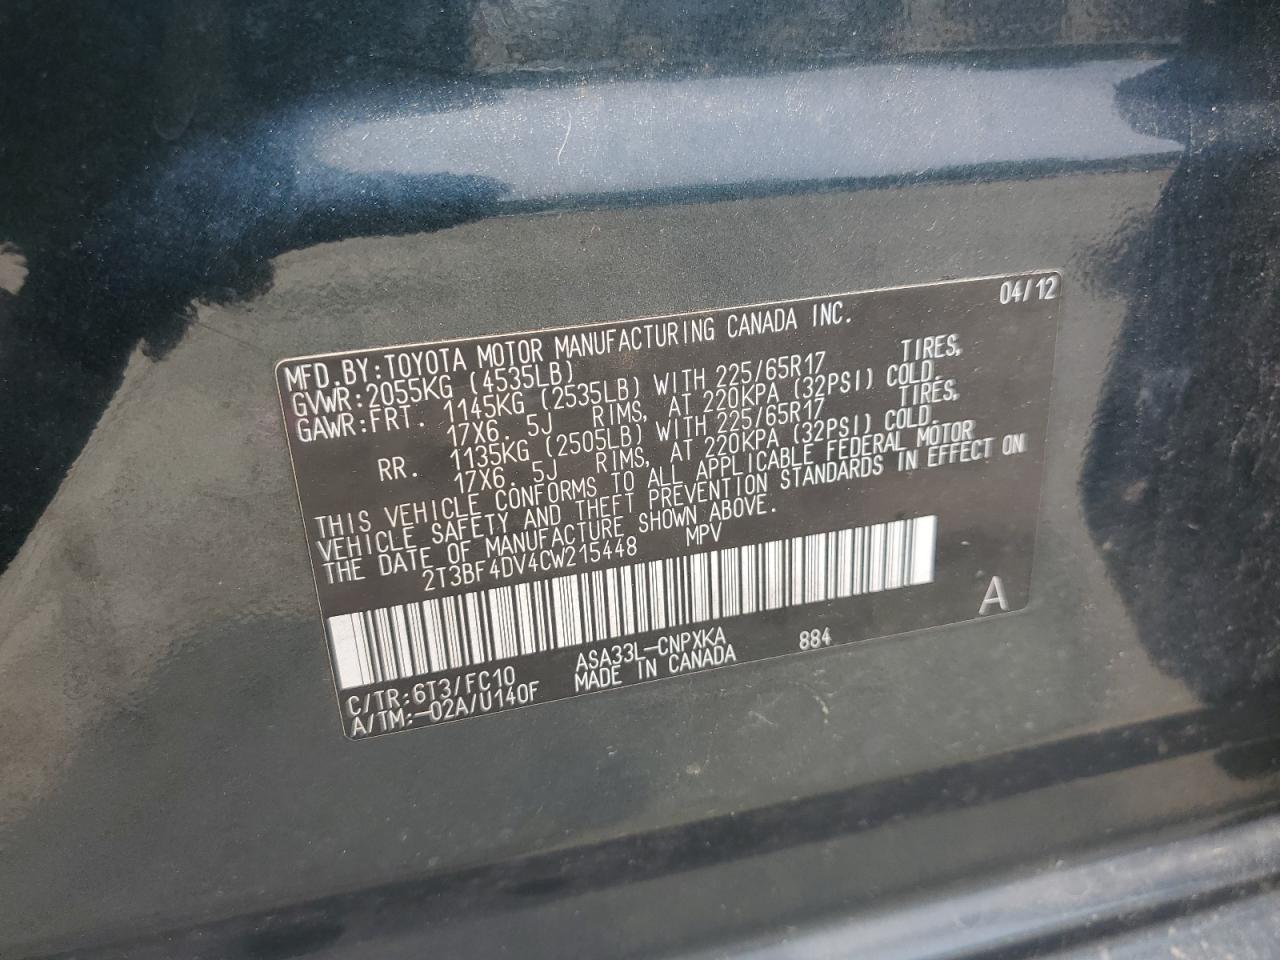 04/12
MFD.BY:TOYOTA MOTOR MANUFACTURING CANADA INC.
GVWR:2055KG (4535LB)
GAWR:FRT. 1145KG (2535LB) WITH 225/65R17 TIRES,
17X6.5J RIMS, AT 220KPA (32PSI) COLD.
RR. 1135KG (2505LB) WITH 225/65R17 TIRES,
17X6.5J RIMS, AT 220KPA (32PSI) COLD.
THIS VEHICLE CONFORMS TO ALL APPLICABLE FEDERAL MOTOR
VEHICLE SAFETY AND THEFT PREVENTION STANDARDS IN EFFECT ON
THE DATE OF MANUFACTURE SHOWN ABOVE.
2T3BF4DV4CW215448 MPV
A
C/TR:6T3/FC10 ASA33L-CNPXKA 884
A/TM:-02A/U140F MADE IN CANADA